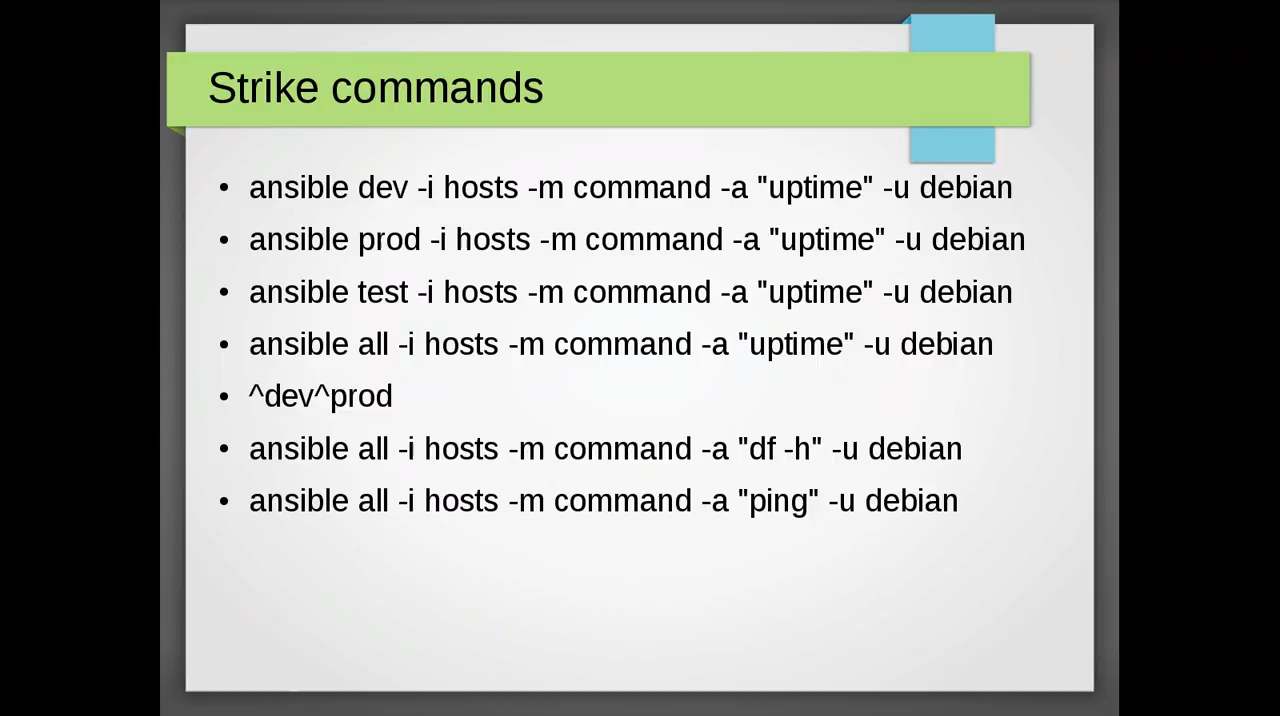 Strike commands
• ansible dev -i hosts -m command -a "uptime" -u debian
• ansible prod -i hosts -m command -a "uptime" -u debian
• ansible test -i hosts -m command -a "uptime" -u debian
• ansible all -i hosts -m command -a "uptime" -u debian
• ^dev^prod
• ansible all -i hosts -m command -a "df -h" -u debian
• ansible all -i hosts -m command -a "ping" -u debian